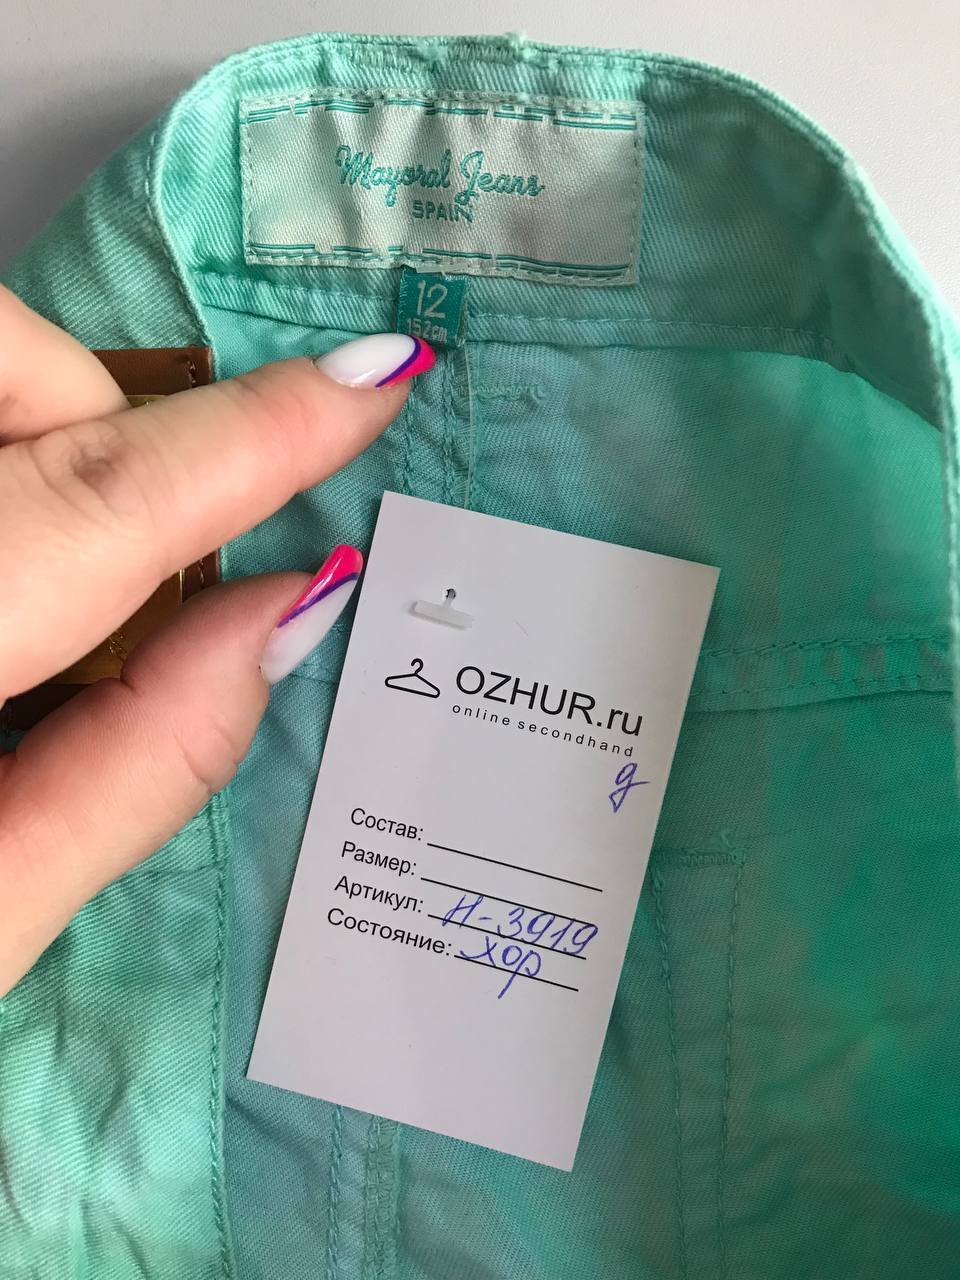 Mayoral Jeans
SPAIN
12
152cm
OZHUR.ru
online secondhand
g
Состав:
Размер:
Артикул: Н-3919
Состояние: хор